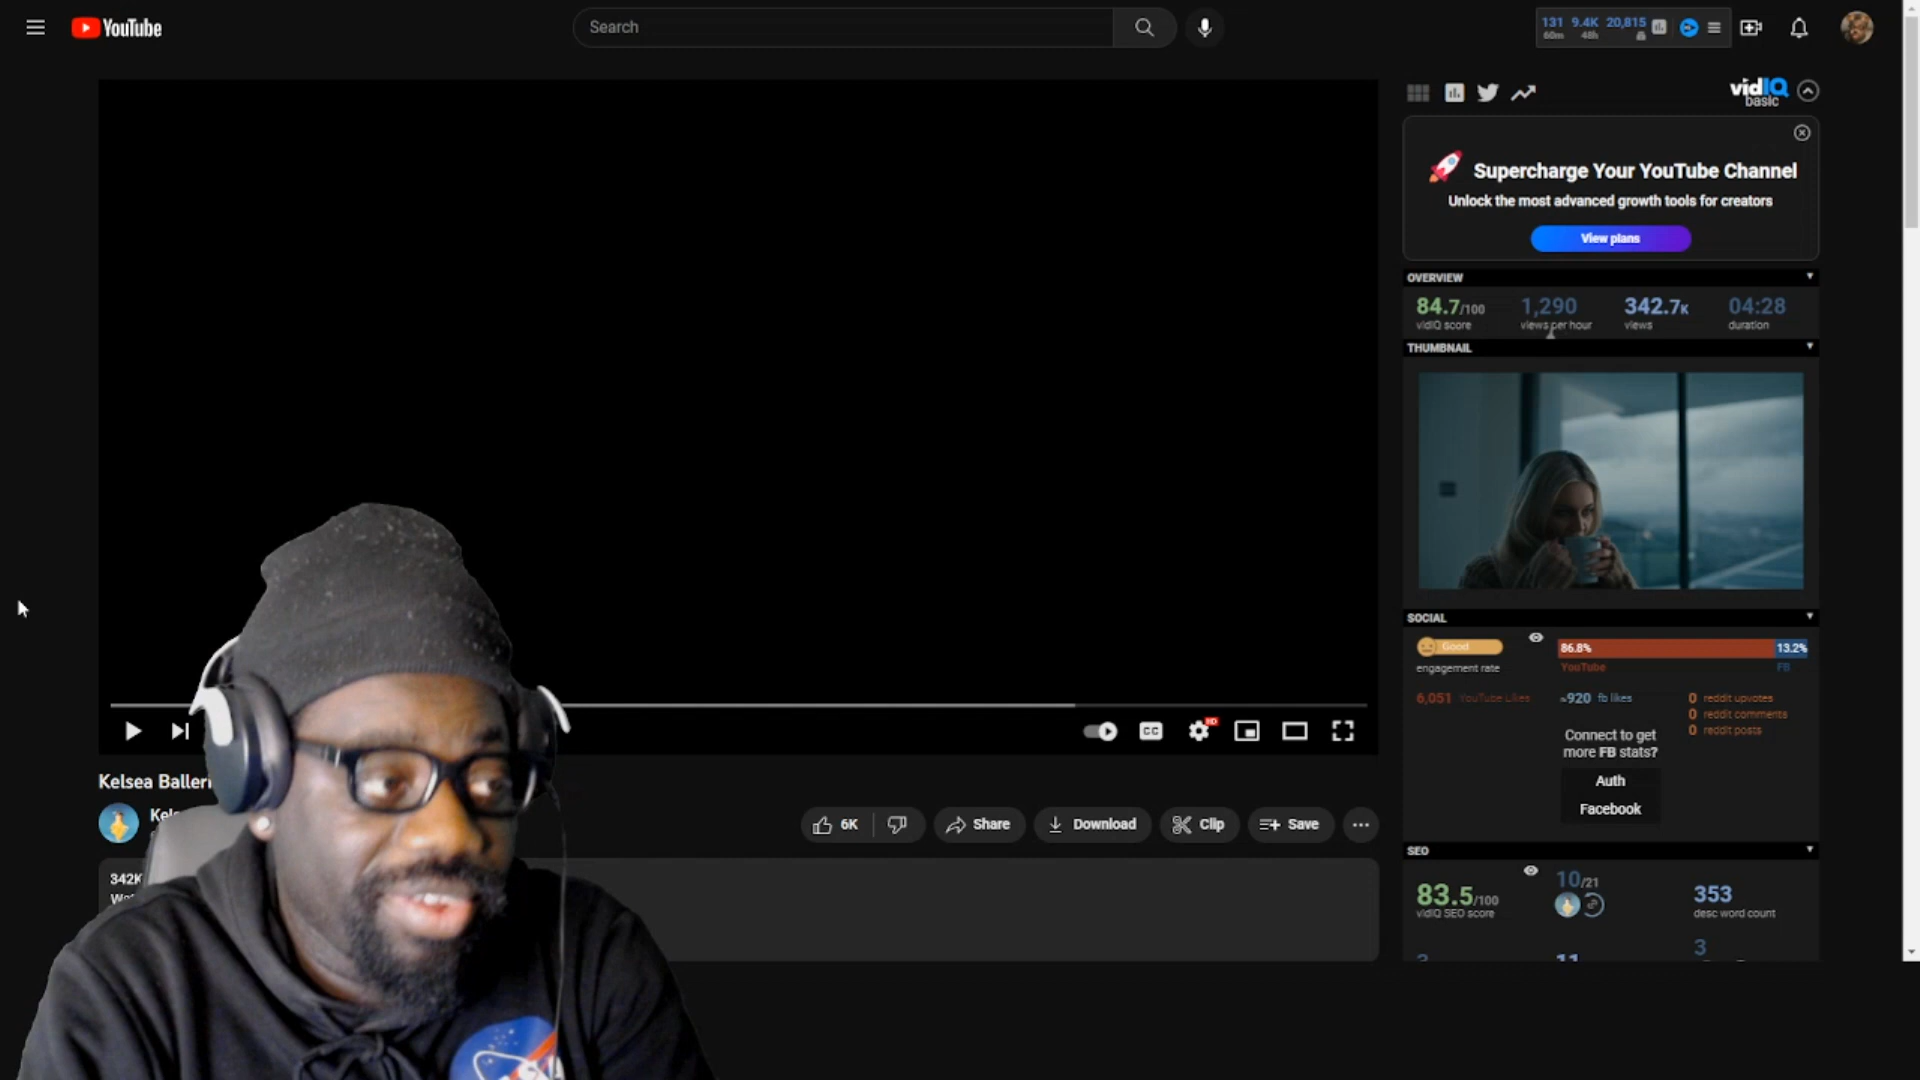 YouTube
Search
131 9.4K 20,815
60m 48h
vidIQ
basic
Supercharge Your YouTube Channel
Unlock the most advanced growth tools for creators
View plans
OVERVIEW
84.7/100 1,290 342.7K 04:28
vidIQ score views per hour views duration
THUMBNAIL
SOCIAL
Good 86.8% 13.2%
engagement rate YouTube FB
6,051 YouTube Likes ≈920 fb likes 0 reddit upvotes
0 reddit comments
0 reddit posts
Connect to get
more FB stats?
Auth
Facebook
CC HD
Kelsea
6K Share Download Clip Save
342K
SEO
83.5/100 10/21 353
vidIQ SEO score desc word count
3